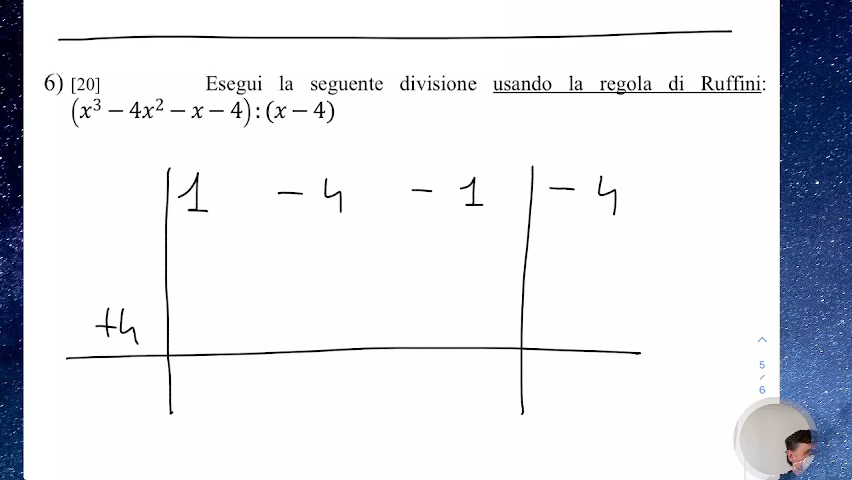 6) [20] Esegui la seguente divisione usando la regola di Ruffini:
(x³ − 4x² − x − 4) : (x − 4)
1 − 4 − 1 − 4
+4
5
/
6